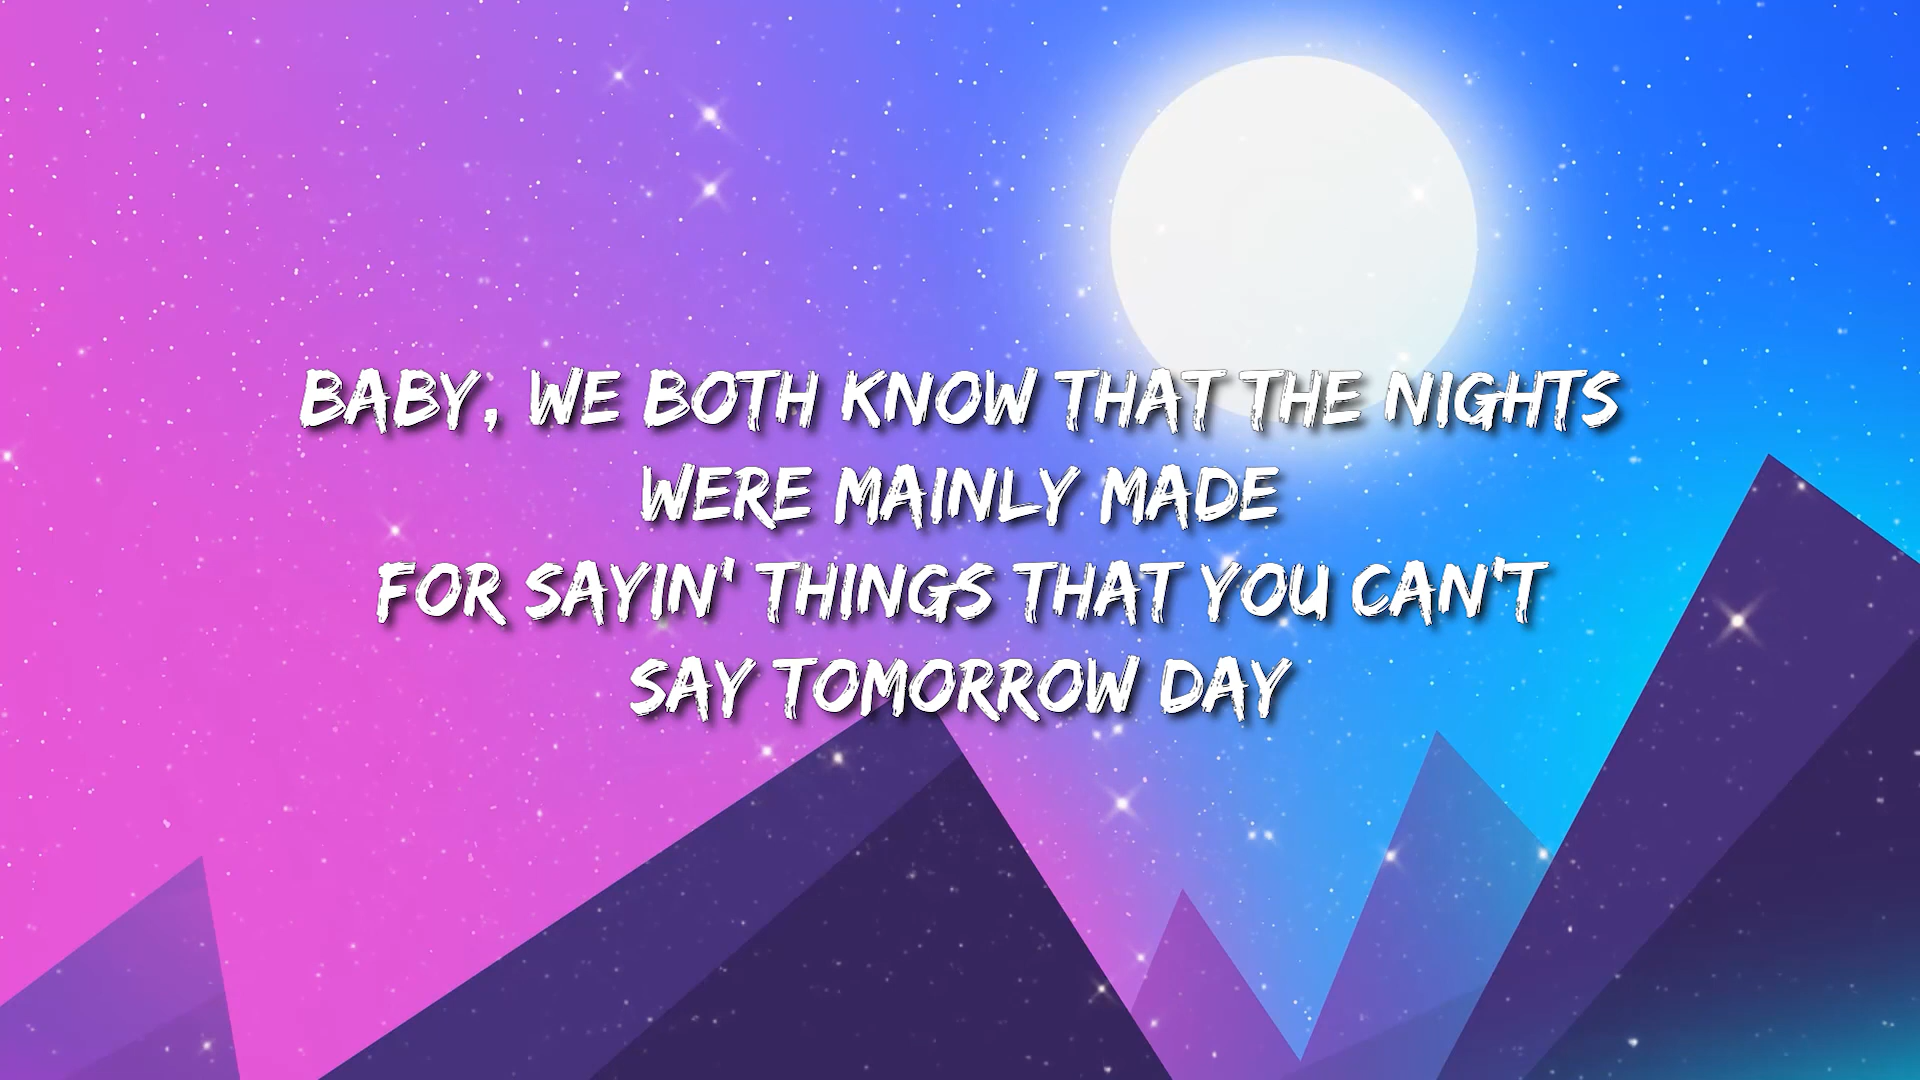 BABY, WE BOTH KNOW THAT THE NIGHTS
WERE MAINLY MADE
FOR SAYIN' THINGS THAT YOU CAN'T
SAY TOMORROW DAY